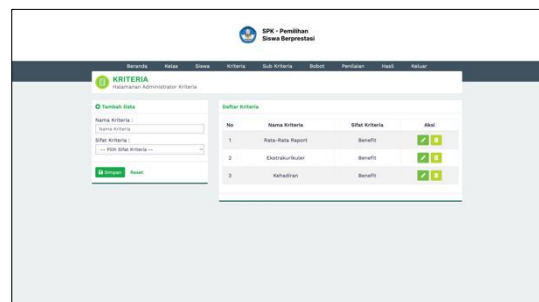 SPK - Pemilihan
Siswa Berprestasi
Beranda Kelas Siswa Kriteria Sub Kriteria Bobot Penilaian Hasil Keluar
KRITERIA
Halamanan Administrator Kriteria
Tambah Data
Nama Kriteria :
Nama Kriteria
Sifat Kriteria :
-- Pilih Sifat Kriteria --
Simpan Reset
Daftar Kriteria
No Nama Kriteria Sifat Kriteria Aksi
1 Rata-Rata Raport Benefit
2 Ekstrakurikuler Benefit
3 Kehadiran Benefit